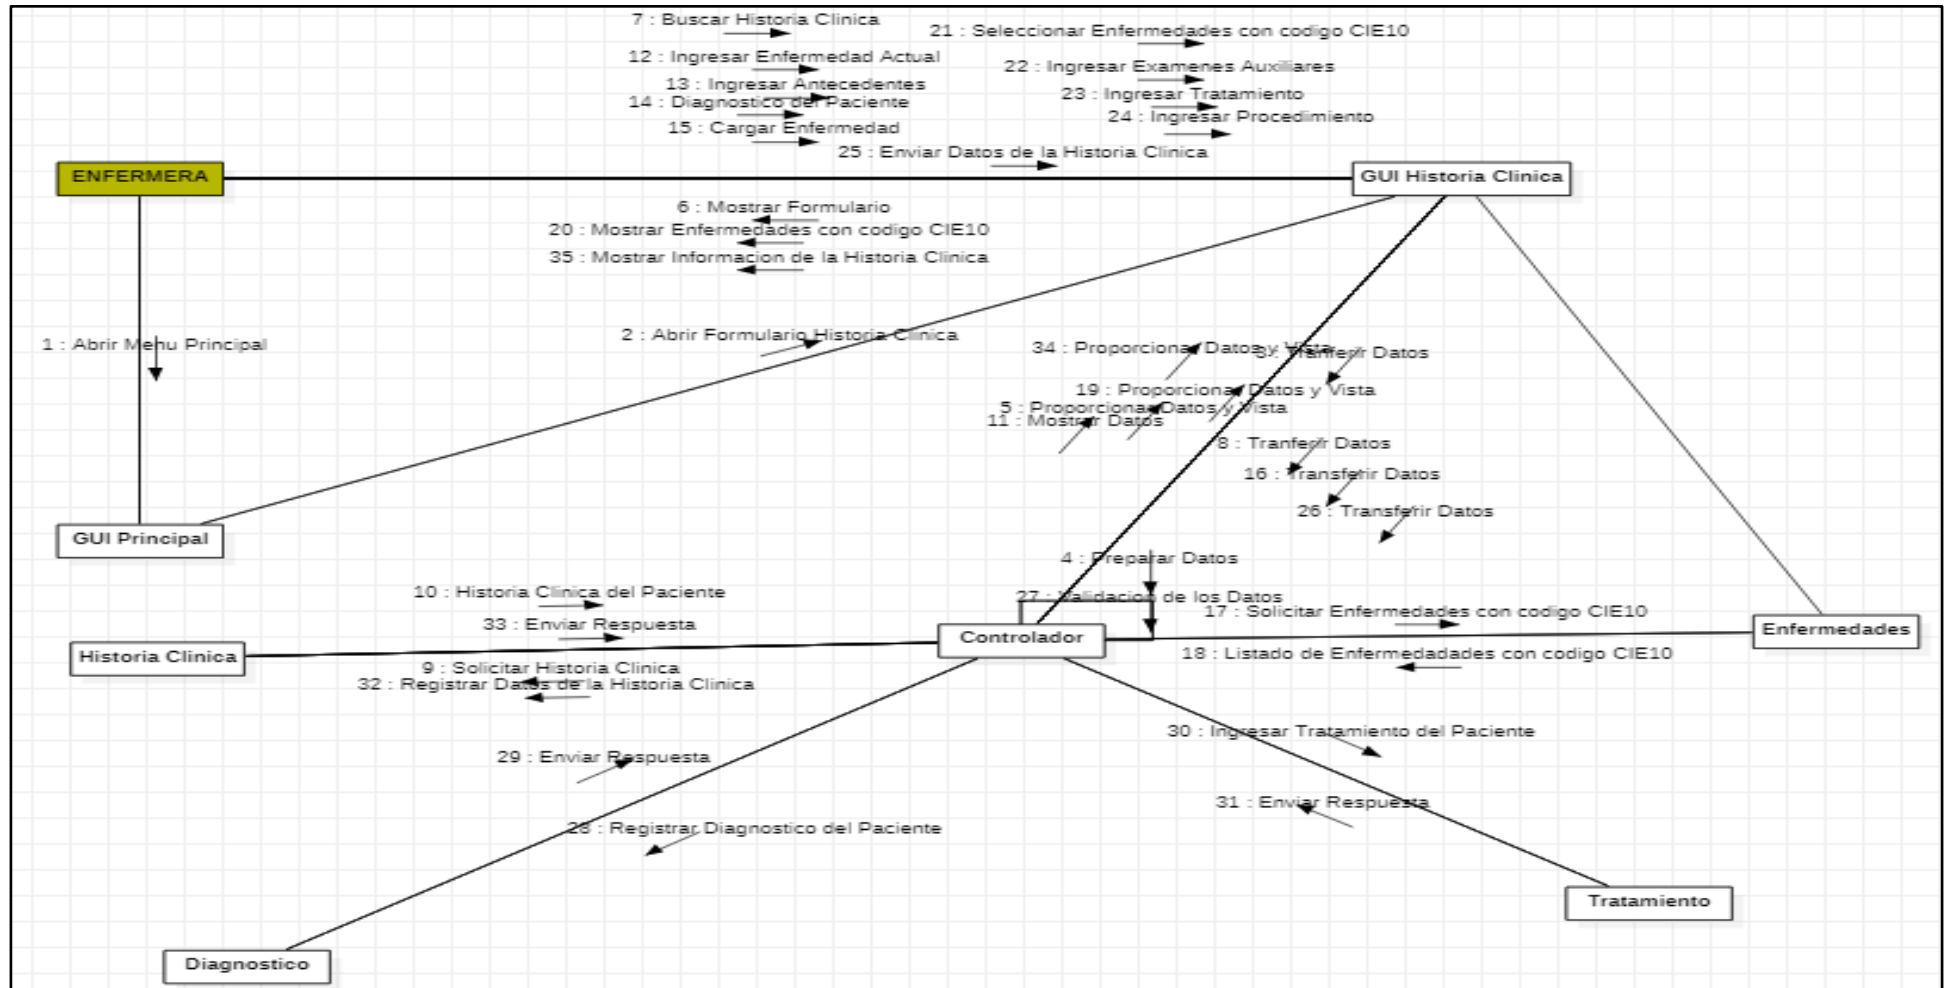 7 : Buscar Historia Clinica
21 : Seleccionar Enfermedades con codigo CIE10
12 : Ingresar Enfermedad Actual
22 : Ingresar Examenes Auxiliares
13 : Ingresar Antecedentes
23 : Ingresar Tratamiento
14 : Diagnostico del Paciente
24 : Ingresar Procedimiento
15 : Cargar Enfermedad
25 : Enviar Datos de la Historia Clinica
ENFERMERA
GUI Historia Clinica
6 : Mostrar Formulario
20 : Mostrar Enfermedades con codigo CIE10
35 : Mostrar Informacion de la Historia Clinica
2 : Abrir Formulario Historia Clinica
1 : Abrir Menu Principal
34 : Proporcionar Datos y Vista
3 : Tranferir Datos
19 : Proporcionar Datos y Vista
5 : Proporcionar Datos y Vista
11 : Mostrar Datos
8 : Tranferir Datos
16 : Transferir Datos
26 : Transferir Datos
GUI Principal
4 : Preparar Datos
10 : Historia Clinica del Paciente
27 : Validacion de los Datos
17 : Solicitar Enfermedades con codigo CIE10
33 : Enviar Respuesta
Controlador
Enfermedades
Historia Clinica
18 : Listado de Enfermedadades con codigo CIE10
9 : Solicitar Historia Clinica
32 : Registrar Datos de la Historia Clinica
30 : Ingresar Tratamiento del Paciente
29 : Enviar Respuesta
31 : Enviar Respuesta
28 : Registrar Diagnostico del Paciente
Tratamiento
Diagnostico